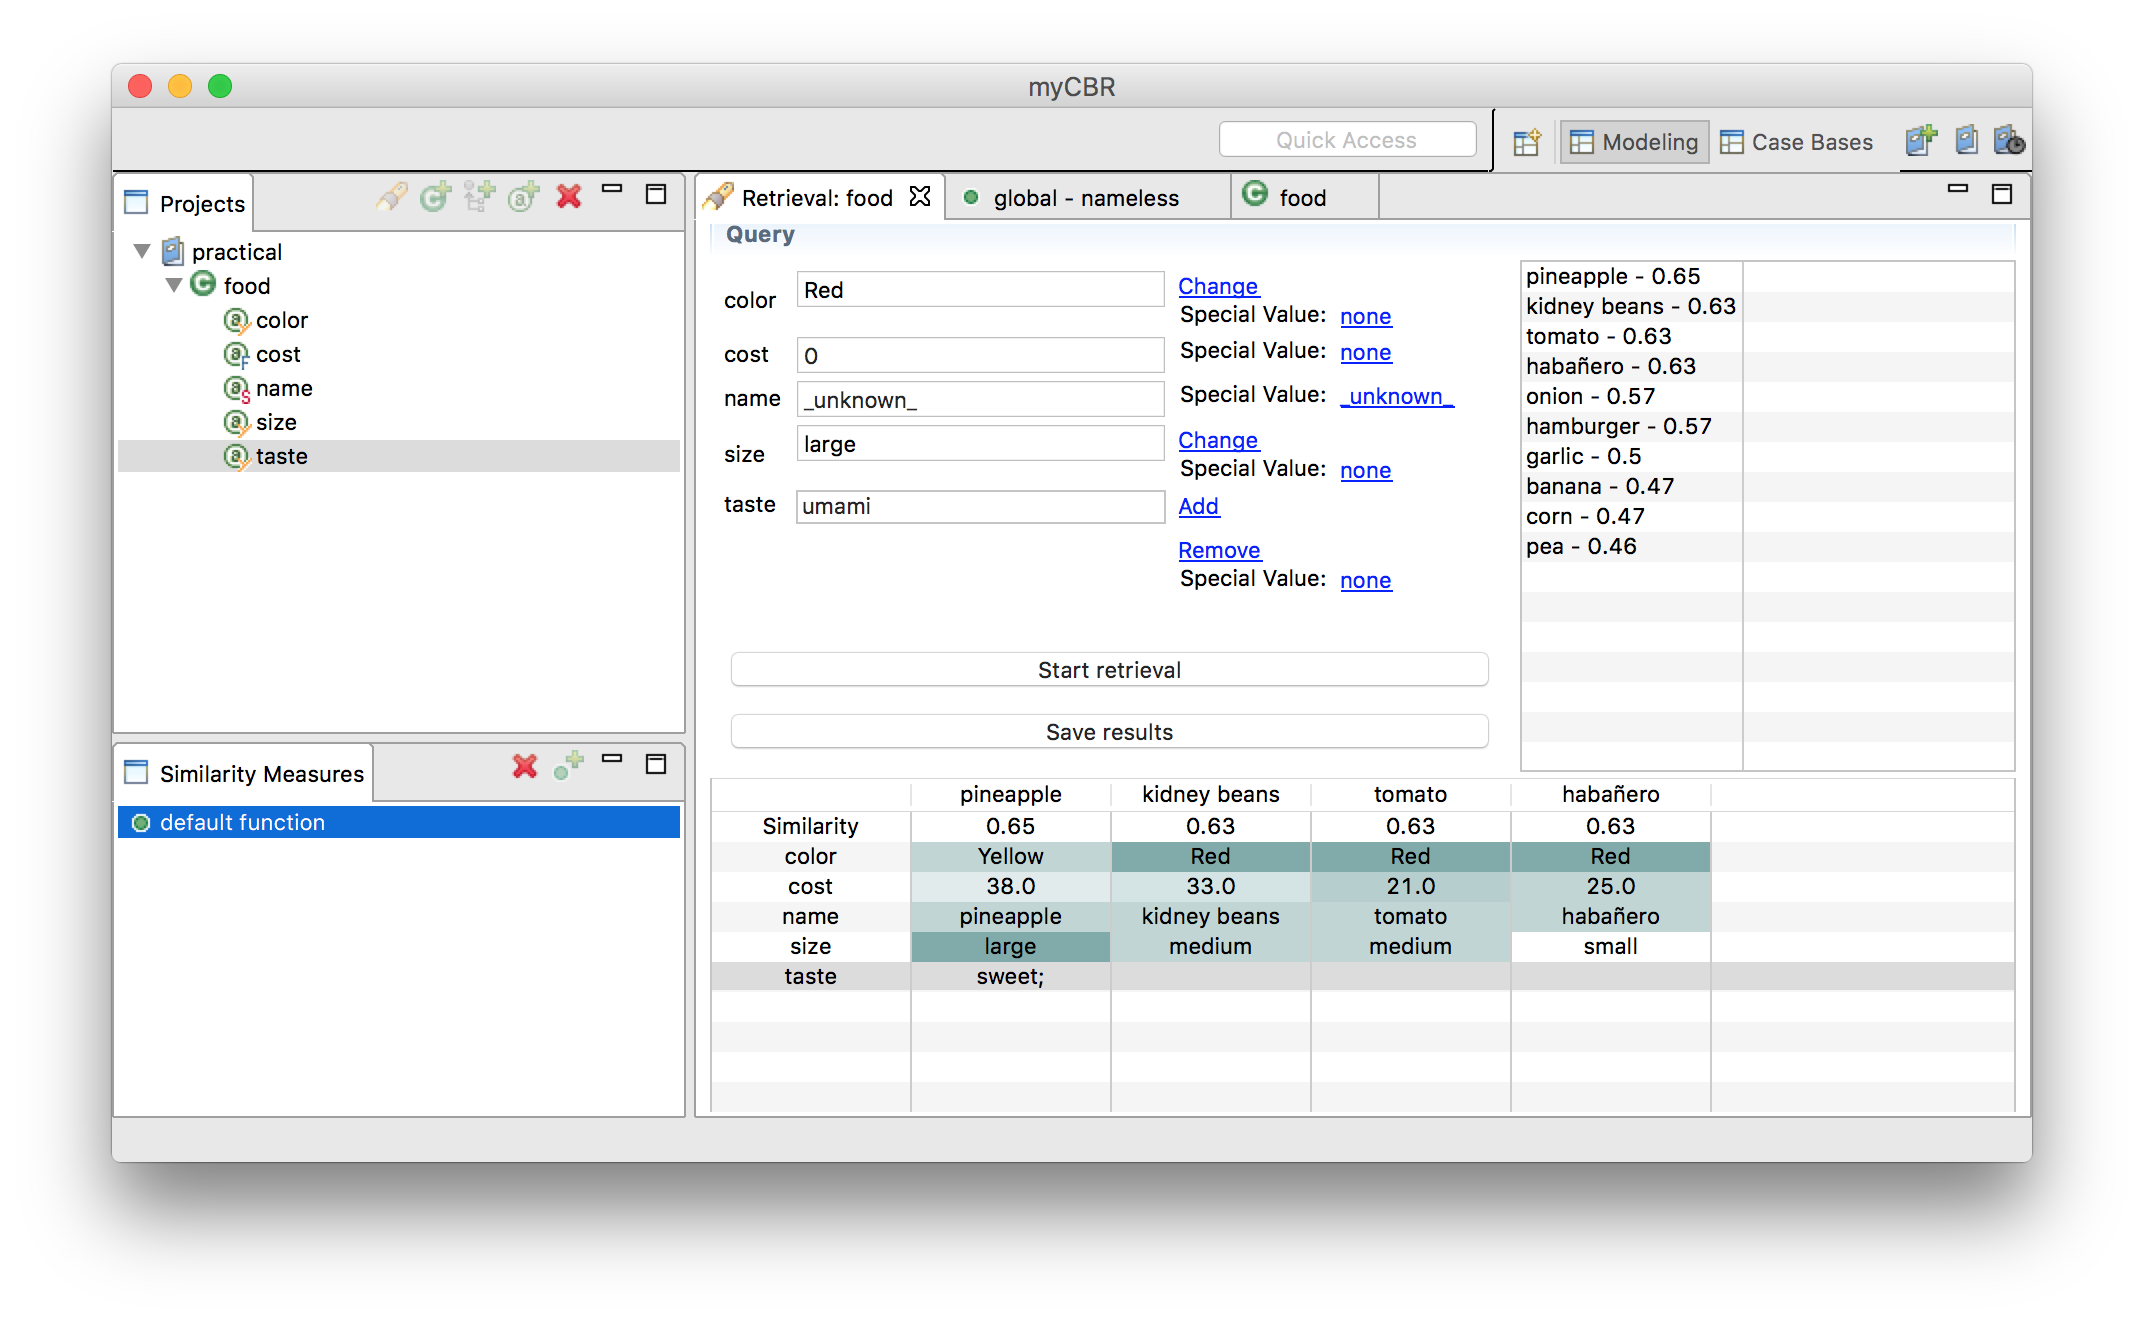 myCBR
Quick Access
Modeling
Case Bases
Projects
practical
food
color
cost
name
size
taste
Similarity Measures
default function
Retrieval: food
global - nameless
food
Query
color
Red
Change
Special Value: none
cost
0
Special Value: none
name
_unknown_
Special Value: _unknown_
size
large
Change
Special Value: none
taste
umami
Add
Remove
Special Value: none
Start retrieval
Save results
pineapple - 0.65
kidney beans - 0.63
tomato - 0.63
habañero - 0.63
onion - 0.57
hamburger - 0.57
garlic - 0.5
banana - 0.47
corn - 0.47
pea - 0.46
pineapple kidney beans tomato habañero
Similarity 0.65 0.63 0.63 0.63
color Yellow Red Red Red
cost 38.0 33.0 21.0 25.0
name pineapple kidney beans tomato habañero
size large medium medium small
taste sweet;